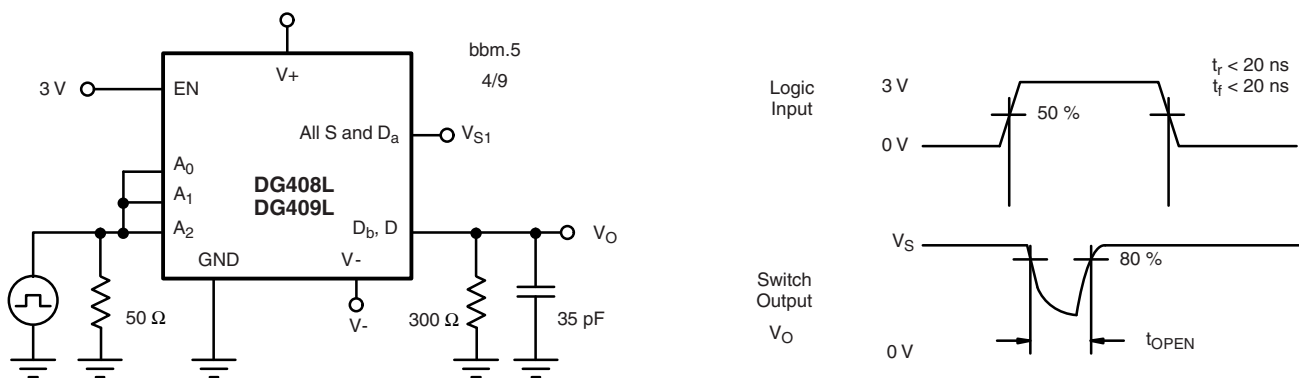 bbm.5
4/9
V+
3 V
EN
All S and Da
VS1
A0
A1
A2
DG408L
DG409L
Db, D
VO
GND
V-
V-
50 Ω
300 Ω
35 pF
Logic
Input
3 V
0 V
50 %
tr < 20 ns
tf < 20 ns
VS
80 %
Switch
Output
VO
0 V
tOPEN